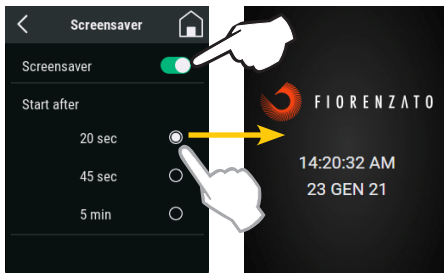 Screensaver
Screensaver
Start after
20 sec
45 sec
5 min
FIORENZATO
14:20:32 AM
23 GEN 21